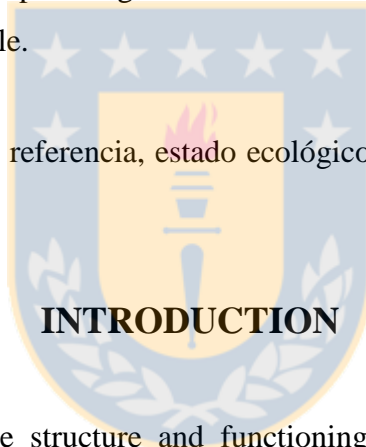 le.
referencia, estado ecológico
INTRODUCTION
e structure and functioning